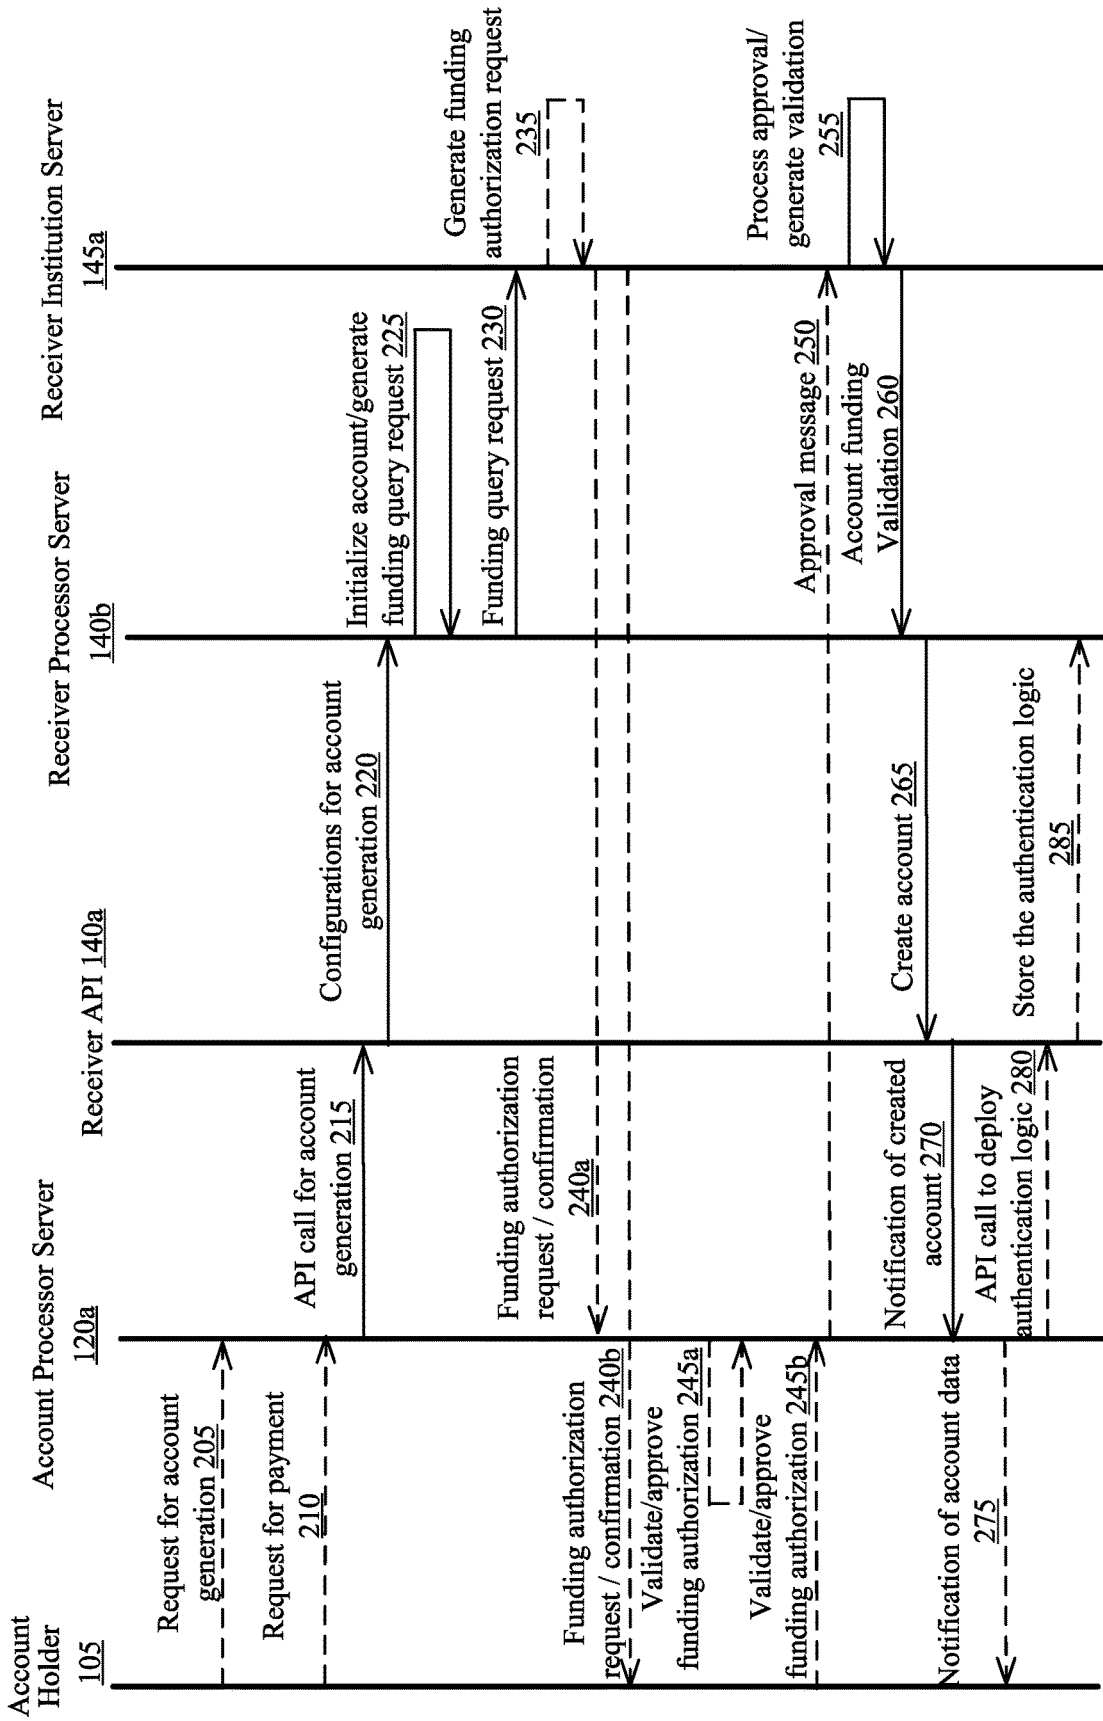 Account
Holder
105
Account Processor Server
120a
Receiver API 140a
Receiver Processor Server
140b
Receiver Institution Server
145a
Request for account
generation 205
Request for payment
210
API call for account
generation 215
Configurations for account
generation 220
Initialize account/generate
funding query request 225
Funding query request 230
Generate funding
authorization request
235
Funding authorization
request / confirmation
240a
Funding authorization
request / confirmation 240b
Validate/approve
funding authorization 245a
Validate/approve
funding authorization 245b
Approval message 250
Process approval/
generate validation
255
Account funding
Validation 260
Create account 265
Notification of created
account 270
Notification of account data
275
API call to deploy
authentication logic 280
Store the authentication logic
285